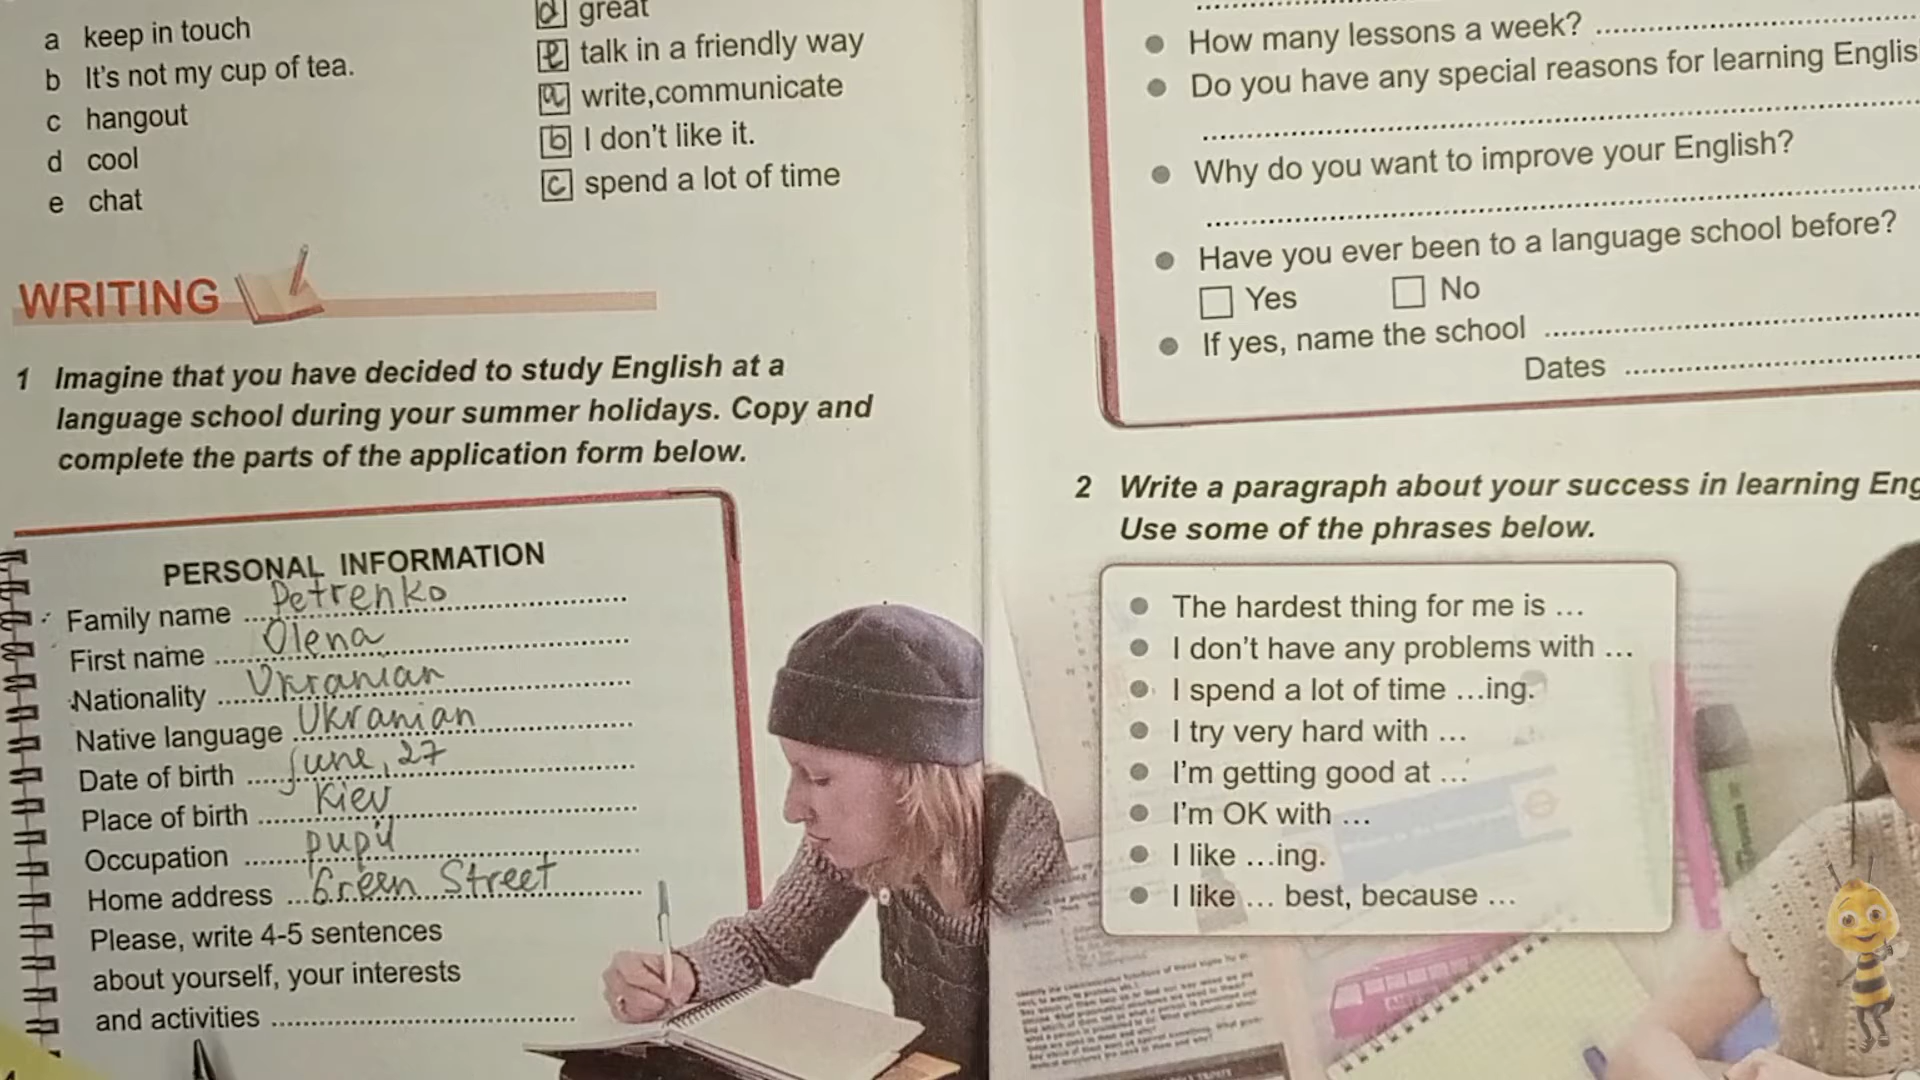 a keep in touch
b It's not my cup of tea.
c hangout
d cool
e chat
d great
e talk in a friendly way
a write,communicate
b I don't like it.
c spend a lot of time
WRITING
1 Imagine that you have decided to study English at a
language school during your summer holidays. Copy and
complete the parts of the application form below.
PERSONAL INFORMATION
Family name Petrenko
First name Olena
Nationality Ukranian
Native language Ukranian
Date of birth June, 27
Place of birth Kiev
Occupation pupil
Home address Green Street
Please, write 4-5 sentences
about yourself, your interests
and activities
How many lessons a week?
Do you have any special reasons for learning Englis
Why do you want to improve your English?
Have you ever been to a language school before?
Yes No
If yes, name the school
Dates
2 Write a paragraph about your success in learning Eng
Use some of the phrases below.
The hardest thing for me is ...
I don't have any problems with ...
I spend a lot of time ...ing.
I try very hard with ...
I'm getting good at ...
I'm OK with ...
I like ...ing.
I like ... best, because ...